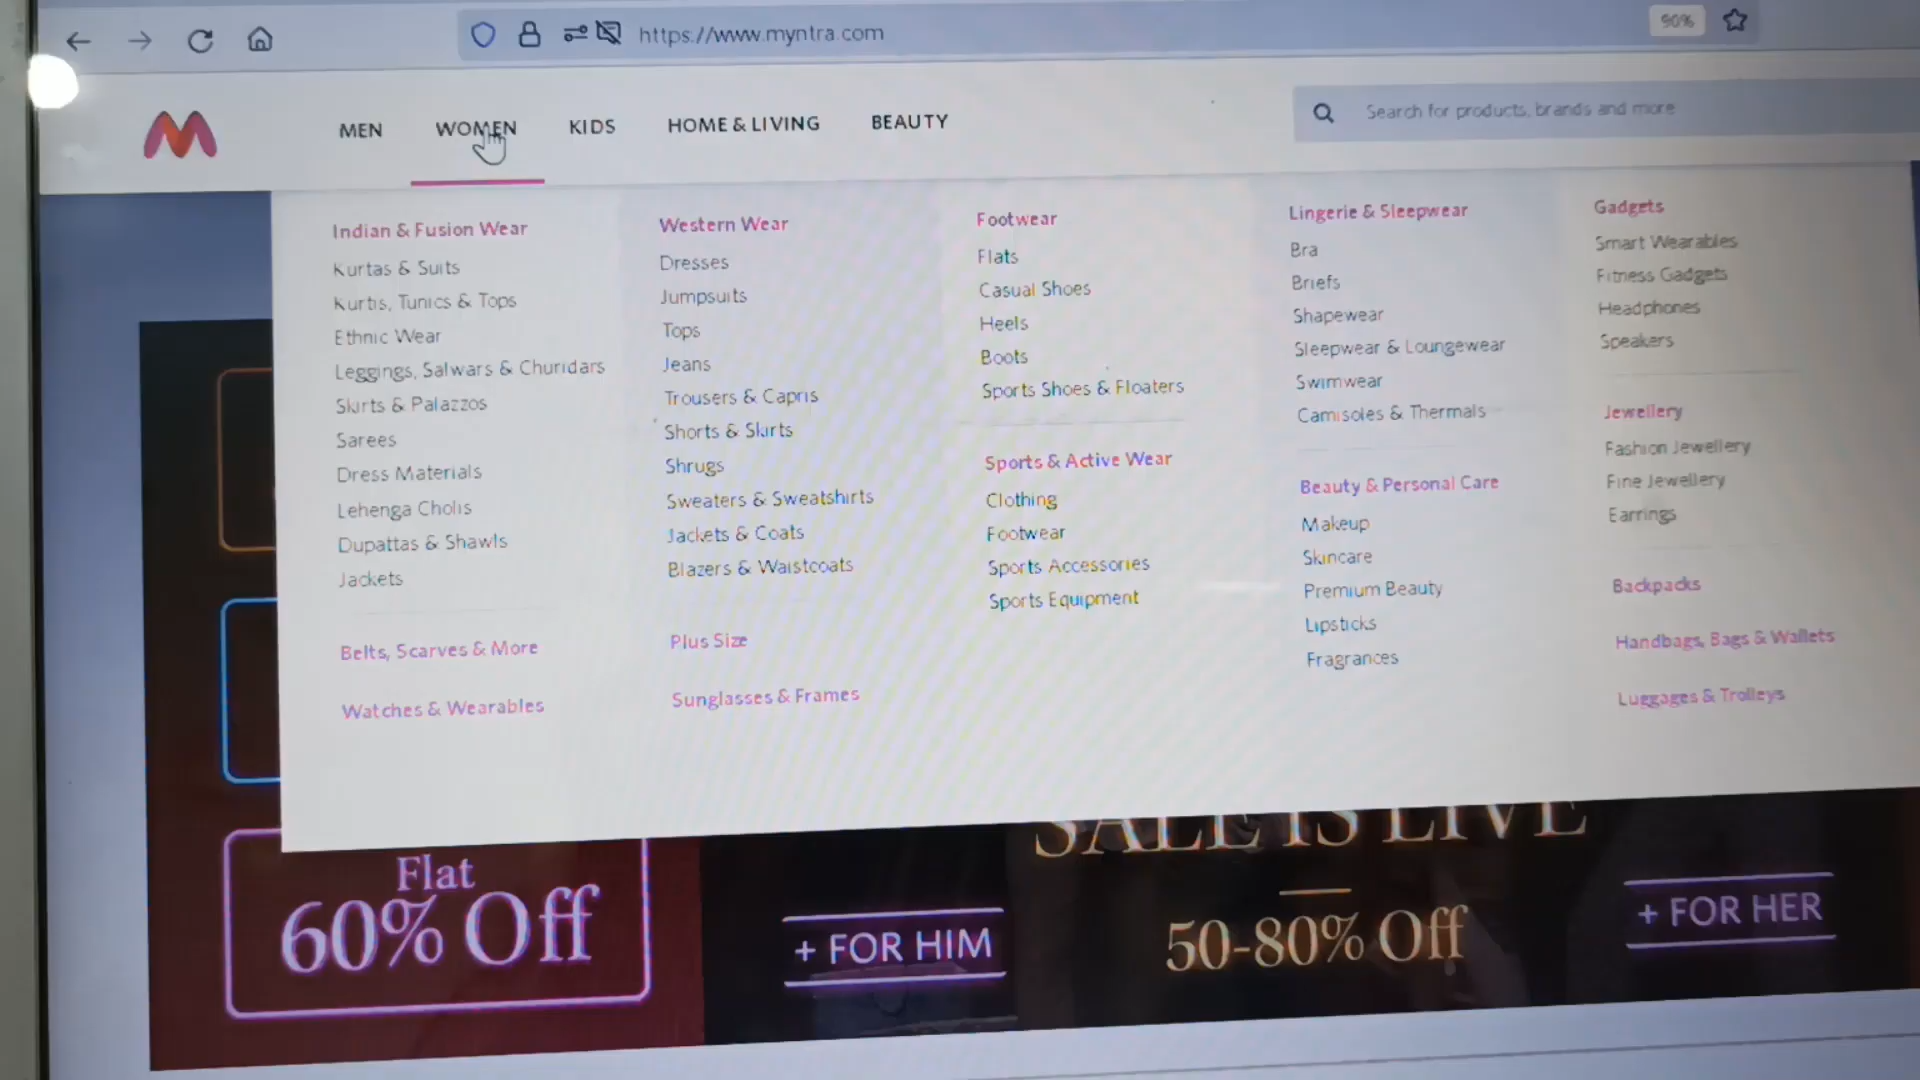 https://www.myntra.com
90%
MEN
WOMEN
KIDS
HOME & LIVING
BEAUTY
Search for products, brands and more
Indian & Fusion Wear
Kurtas & Suits
Kurtis, Tunics & Tops
Ethnic Wear
Leggings, Salwars & Churidars
Skirts & Palazzos
Sarees
Dress Materials
Lehenga Cholis
Dupattas & Shawls
Jackets
Belts, Scarves & More
Watches & Wearables
Western Wear
Dresses
Jumpsuits
Tops
Jeans
Trousers & Capris
Shorts & Skirts
Shrugs
Sweaters & Sweatshirts
Jackets & Coats
Blazers & Waistcoats
Plus Size
Sunglasses & Frames
Footwear
Flats
Casual Shoes
Heels
Boots
Sports Shoes & Floaters
Sports & Active Wear
Clothing
Footwear
Sports Accessories
Sports Equipment
Lingerie & Sleepwear
Bra
Briefs
Shapewear
Sleepwear & Loungewear
Swimwear
Camisoles & Thermals
Beauty & Personal Care
Makeup
Skincare
Premium Beauty
Lipsticks
Fragrances
Gadgets
Smart Wearables
Fitness Gadgets
Headphones
Speakers
Jewellery
Fashion Jewellery
Fine Jewellery
Earrings
Backpacks
Handbags, Bags & Wallets
Luggages & Trolleys
Flat
60% Off
+ FOR HIM
SALE IS LIVE
50-80% Off
+ FOR HER